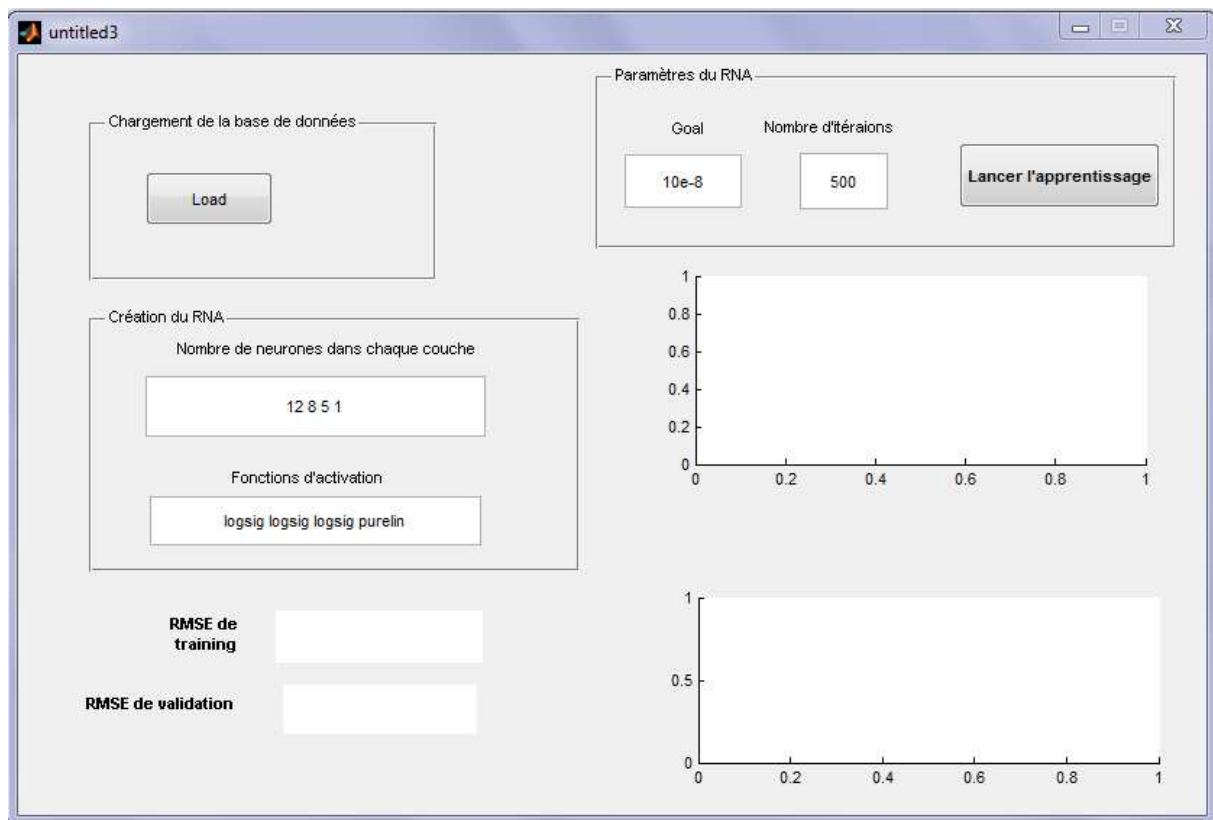 untitled3
Chargement de la base de données
Load
Création du RNA
Nombre de neurones dans chaque couche
12 8 5 1
Fonctions d'activation
logsig logsig logsig purelin
RMSE de
training
RMSE de validation
Paramètres du RNA
Goal
Nombre d'itéraions
10e-8
500
Lancer l'apprentissage
1
0.8
0.6
0.4
0.2
0
0 0.2 0.4 0.6 0.8 1
1
0.5
0
0 0.2 0.4 0.6 0.8 1